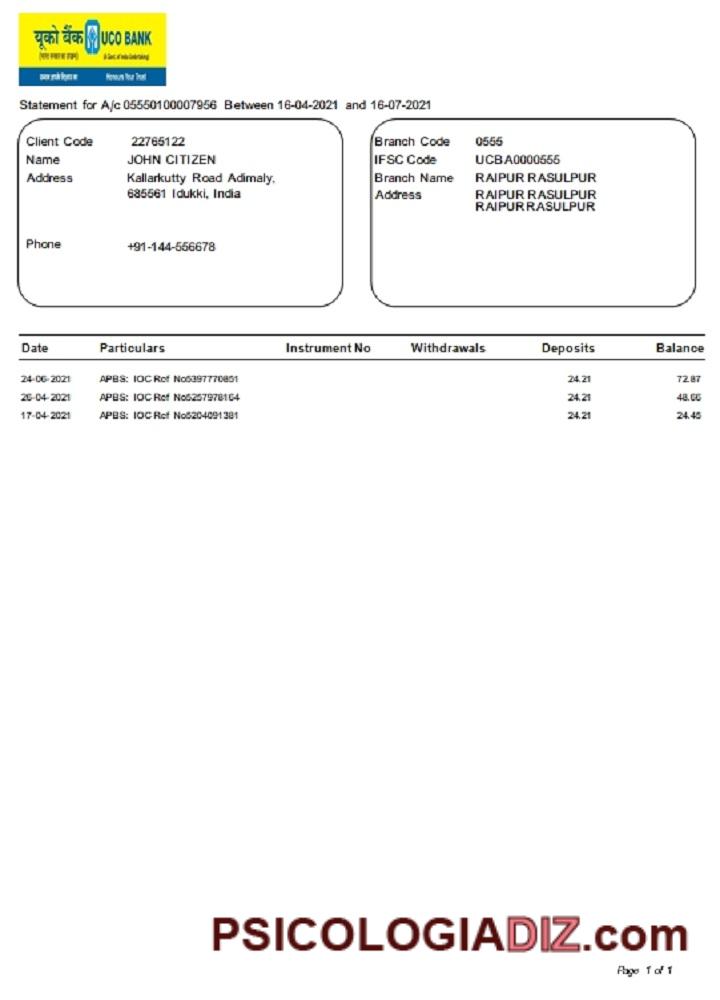 यूको बैंक UCO BANK
(A Govt. of India Undertaking)
Honours Your Trust
Statement for A/c 05550100007956 Between 16-04-2021 and 16-07-2021
Client Code 22765122
Name JOHN CITIZEN
Address Kallarkutty Road Adimaly,
685561 Idukki, India
Phone +91-144-556678
Branch Code 0555
IFSC Code UCBA0000555
Branch Name RAIPUR RASULPUR
Address RAIPUR RASULPUR
RAIPUR RASULPUR
Date Particulars Instrument No Withdrawals Deposits Balance
24-06-2021 APBS: IOC Ref No5397770851 24.21 72.87
26-04-2021 APBS: IOC Ref No5257978164 24.21 48.66
17-04-2021 APBS: IOC Ref No5204091381 24.21 24.45
PSICOLOGIADIZ.com
Page 1 of 1